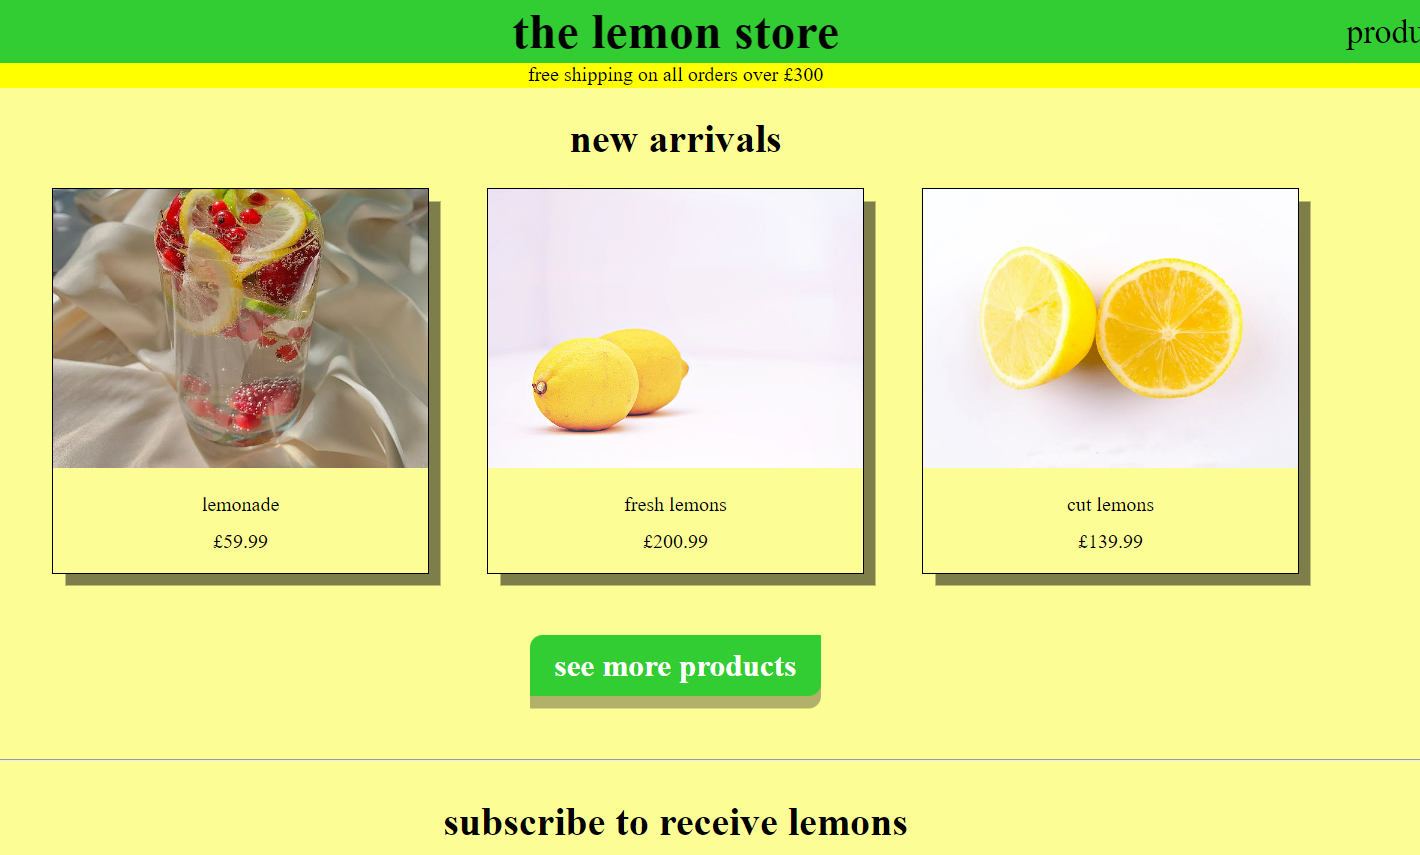 the lemon store
free shipping on all orders over £300
new arrivals
lemonade
£59.99
fresh lemons
£200.99
cut lemons
£139.99
see more products
subscribe to receive lemons